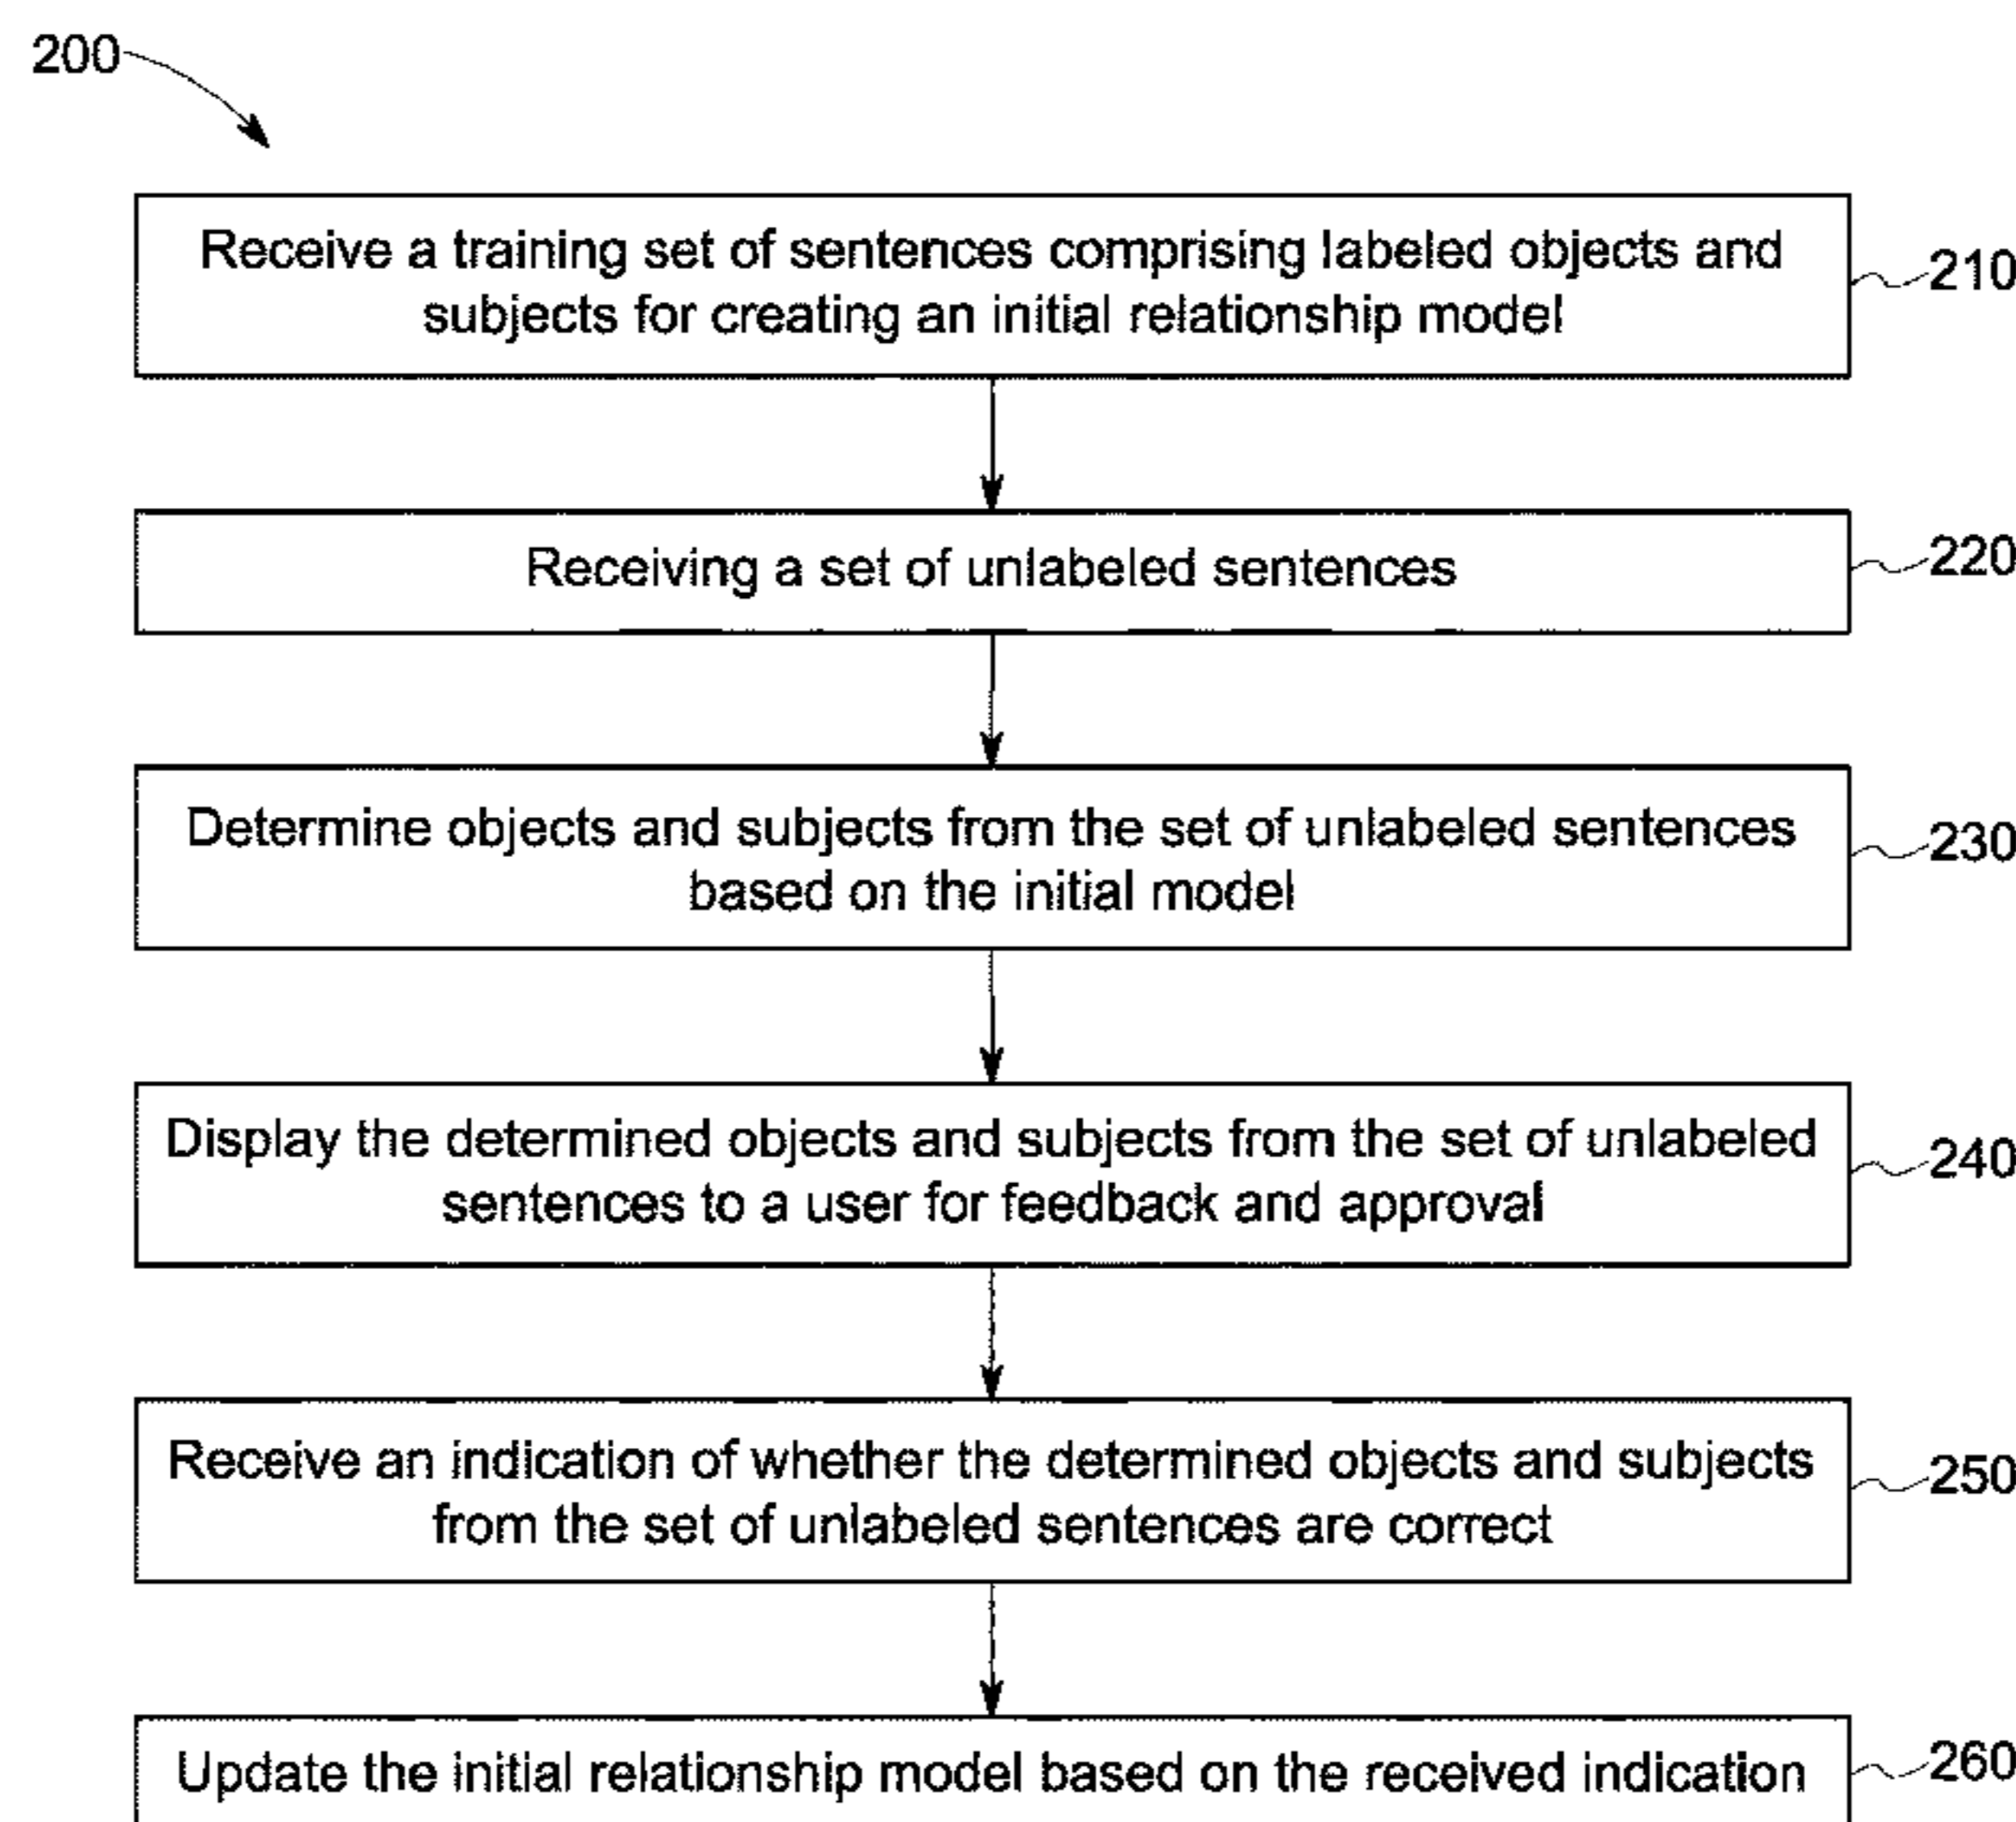 200
Receive a training set of sentences comprising labeled objects and
subjects for creating an initial relationship model
210
Receiving a set of unlabeled sentences
220
Determine objects and subjects from the set of unlabeled sentences
based on the initial model
230
Display the determined objects and subjects from the set of unlabeled
sentences to a user for feedback and approval
240
Receive an indication of whether the determined objects and subjects
from the set of unlabeled sentences are correct
250
Update the initial relationship model based on the received indication
260